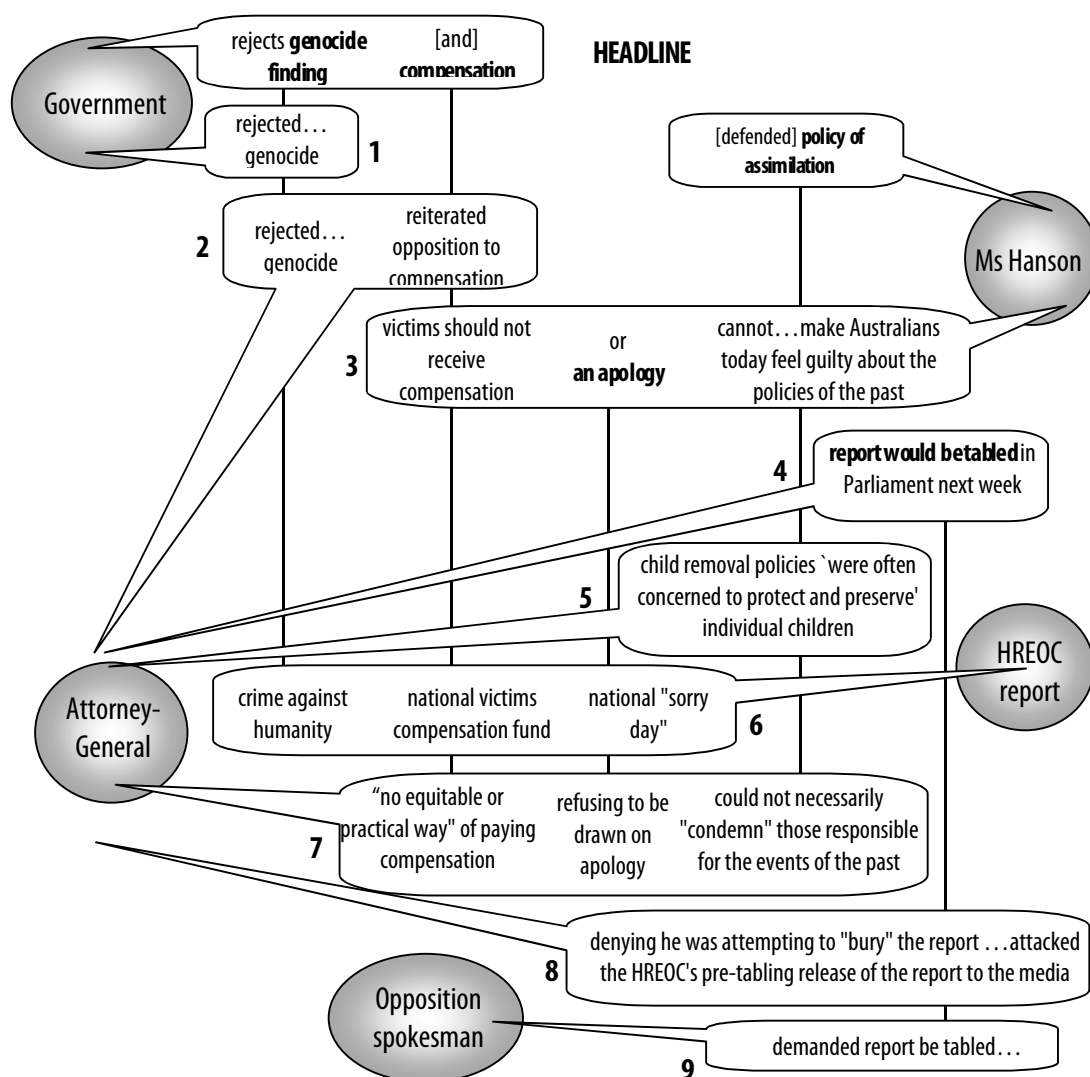 rejects genocide
finding
[and]
compensation
HEADLINE
Government
rejected…
genocide
1
[defended] policy of
assimilation
Ms Hanson
2
rejected…
genocide
reiterated
opposition to
compensation
3
victims should not
receive
compensation
or
an apology
cannot…make Australians
today feel guilty about the
policies of the past
4
report would be tabled in
Parliament next week
5
child removal policies `were often
concerned to protect and preserve'
individual children
HREOC
report
Attorney-
General
crime against
humanity
national victims
compensation fund
national "sorry
day"
6
7
“no equitable or
practical way" of paying
compensation
refusing to be
drawn on
apology
could not necessarily
"condemn" those responsible
for the events of the past
8
denying he was attempting to "bury" the report …attacked
the HREOC's pre-tabling release of the report to the media
Opposition
spokesman
9
demanded report be tabled…